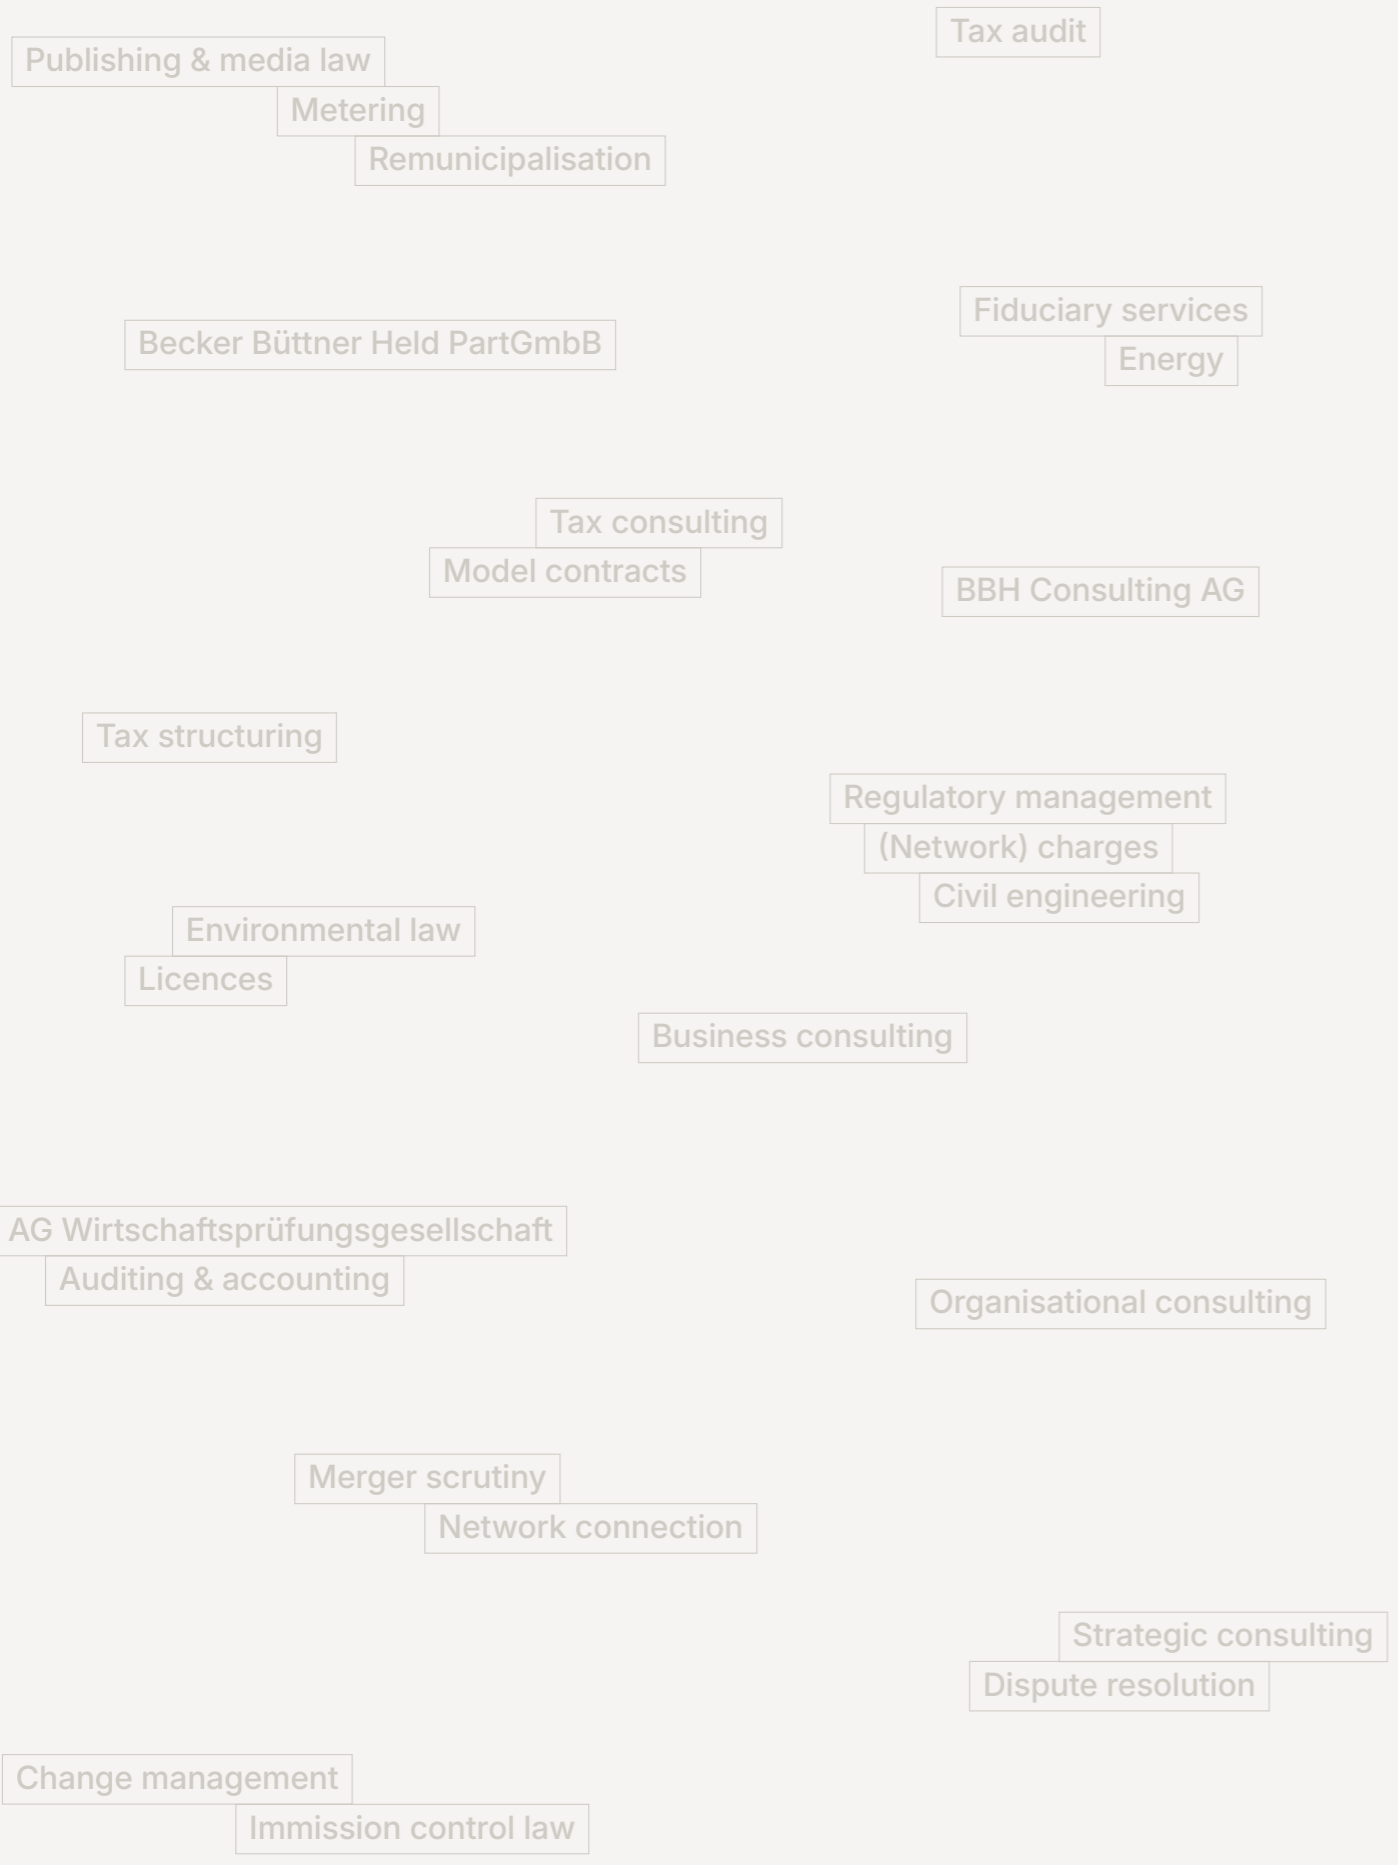 Tax audit
Publishing & media law
Metering
Remunicipalisation
Fiduciary services
Becker Büttner Held PartGmbB
Energy
Tax consulting
Model contracts
BBH Consulting AG
Tax structuring
Regulatory management
(Network) charges
Civil engineering
Environmental law
Licences
Business consulting
AG Wirtschaftsprüfungsgesellschaft
Auditing & accounting
Organisational consulting
Merger scrutiny
Network connection
Strategic consulting
Dispute resolution
Change management
Immission control law